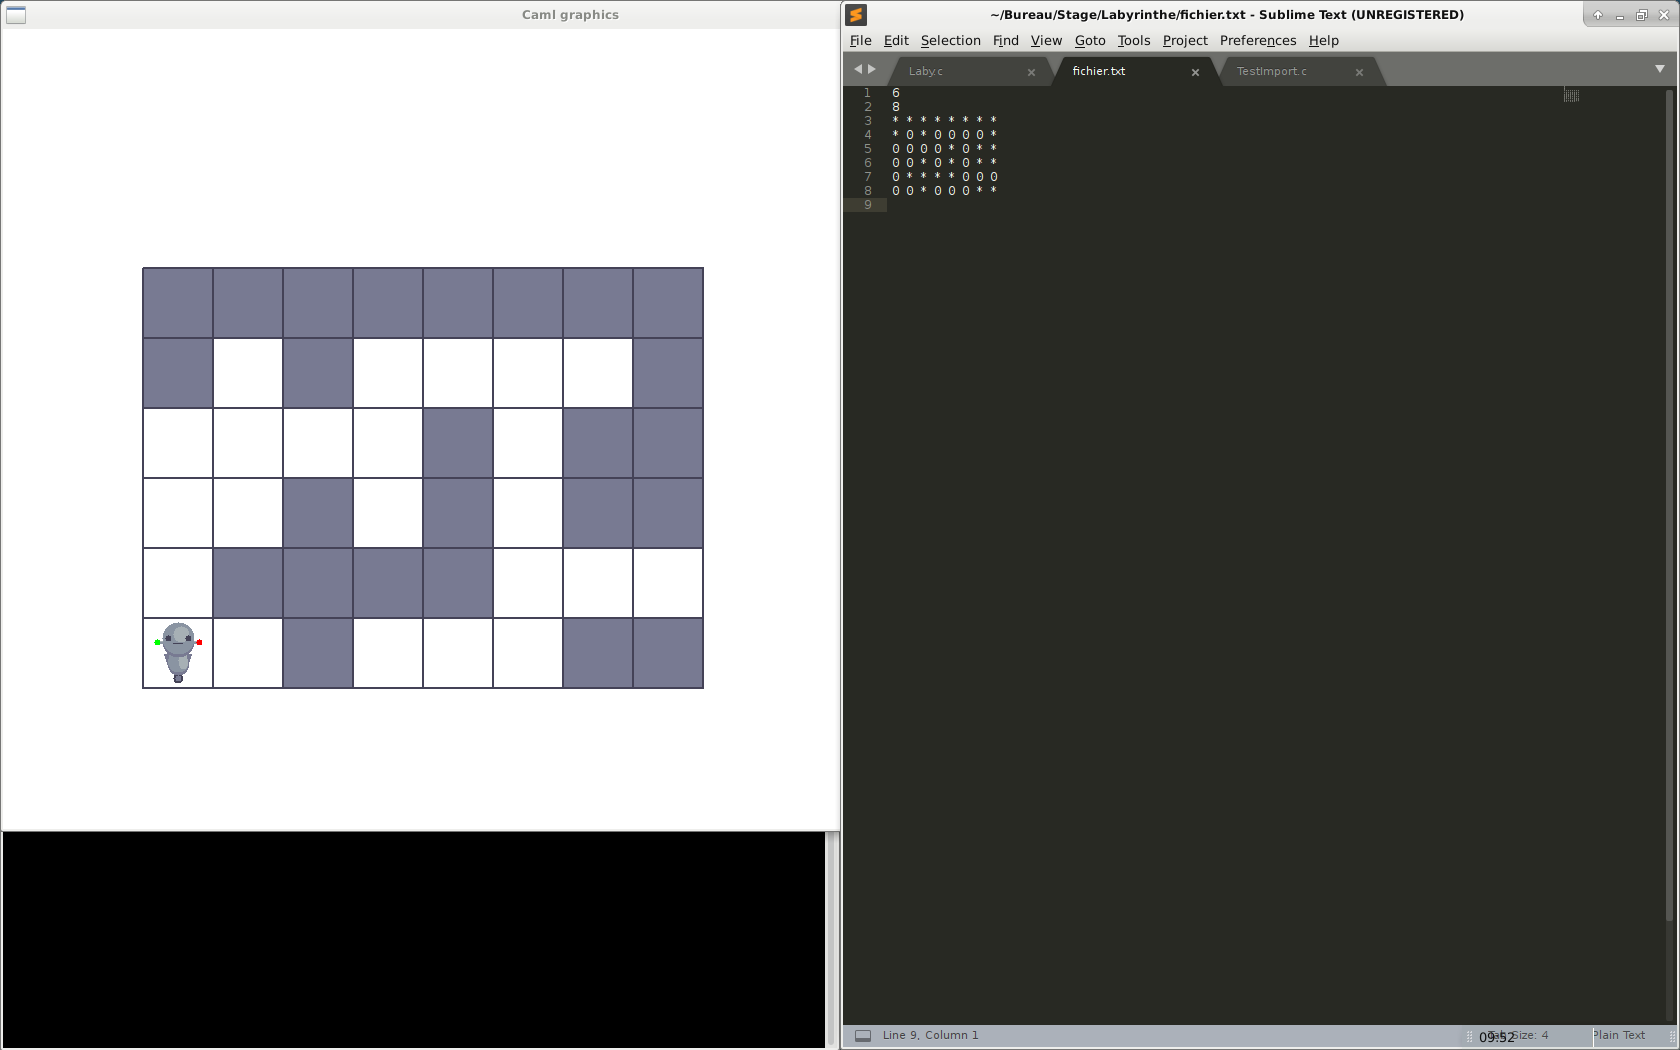 Caml graphics
~/Bureau/Stage/Labyrinthe/fichier.txt - Sublime Text (UNREGISTERED)
File Edit Selection Find View Goto Tools Project Preferences Help
Laby.c fichier.txt TestImport.c
1 6
2 8
3 * * * * * * * *
4 * 0 * 0 0 0 0 *
5 0 0 0 0 * 0 * *
6 0 0 * 0 * 0 * *
7 0 * * * * 0 0 0
8 0 0 * 0 0 0 * *
9
Line 9, Column 1 09:52 Size: 4 Plain Text